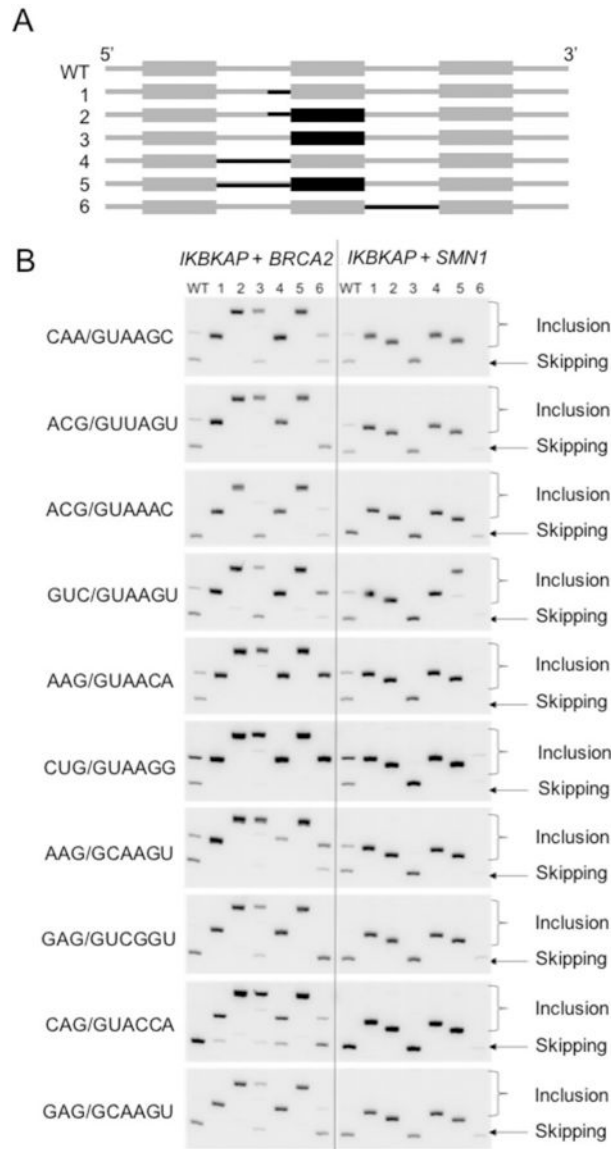 A
5' 3'
WT
1
2
3
4
5
6
B
IKBKAP + BRCA2 IKBKAP + SMN1
WT 1 2 3 4 5 6 WT 1 2 3 4 5 6
CAA/GUAAGC Inclusion
Skipping
ACG/GUUAGU Inclusion
Skipping
ACG/GUAAAC Inclusion
Skipping
GUC/GUAAGU Inclusion
Skipping
AAG/GUAACA Inclusion
Skipping
CUG/GUAAGG Inclusion
Skipping
AAG/GCAAGU Inclusion
Skipping
GAG/GUCGGU Inclusion
Skipping
CAG/GUACCA Inclusion
Skipping
GAG/GCAAGU Inclusion
Skipping